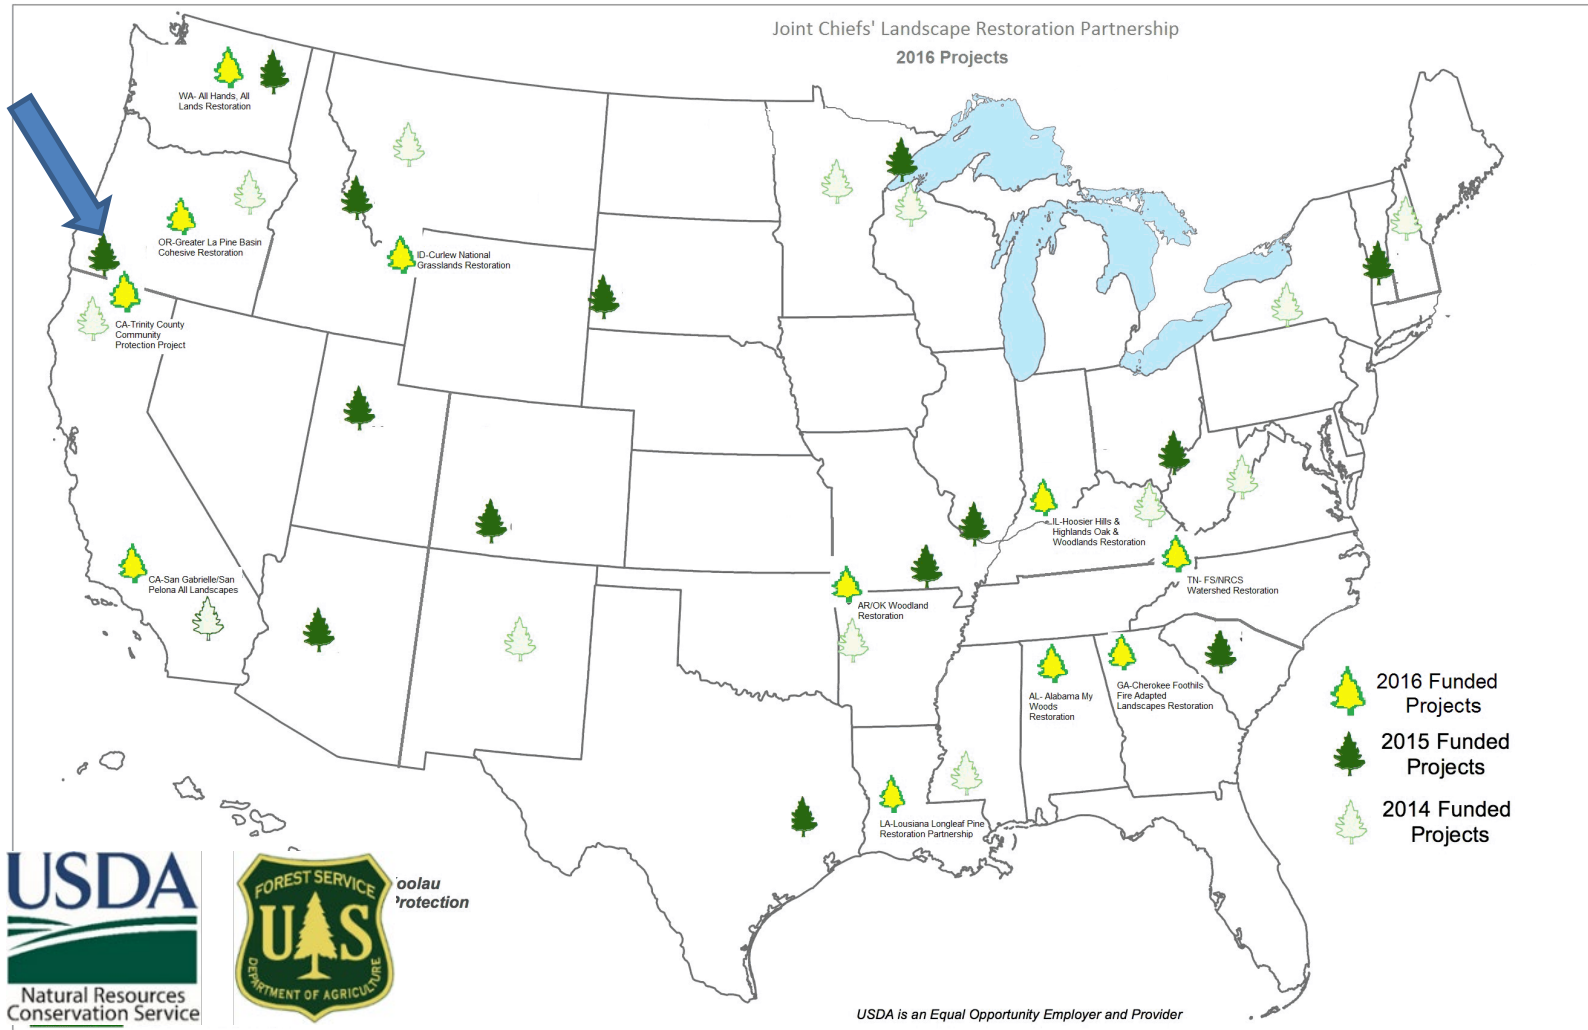 Joint Chiefs' Landscape Restoration Partnership
2016 Projects
WA- All Hands, All
Lands Restoration
OR-Greater La Pine Basin
Cohesive Restoration
ID-Curlew National
Grasslands Restoration
CA-Trinity County
Community
Protection Project
CA-San Gabrielle/San
Pelona All Landscapes
IL-Hoosier Hills &
Highlands Oak &
Woodlands Restoration
TN- FS/NRCS
Watershed Restoration
AR/OK Woodland
Restoration
AL- Alabama My
Woods
Restoration
GA-Cherokee Foothils
Fire Adapted
Landscapes Restoration
LA-Lousiana Longleaf Pine
Restoration Partnership
2016 Funded
Projects
2015 Funded
Projects
2014 Funded
Projects
USDA
Natural Resources
Conservation Service
FOREST SERVICE
UAS
DEPARTMENT OF AGRICULTURE
oolau
Protection
USDA is an Equal Opportunity Employer and Provider